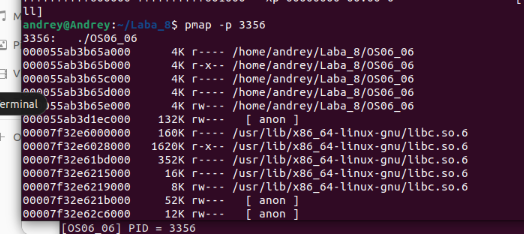 ll]
andrey@Andrey:~/Laba_8$ pmap -p 3356
3356:   ./OS06_06
000055ab3b65a000      4K r---- /home/andrey/Laba_8/OS06_06
000055ab3b65b000      4K r-x-- /home/andrey/Laba_8/OS06_06
000055ab3b65c000      4K r---- /home/andrey/Laba_8/OS06_06
000055ab3b65d000      4K r---- /home/andrey/Laba_8/OS06_06
000055ab3b65e000      4K rw--- /home/andrey/Laba_8/OS06_06
000055ab3d1ec000    132K rw---   [ anon ]
00007f32e6000000    160K r---- /usr/lib/x86_64-linux-gnu/libc.so.6
00007f32e6028000   1620K r-x-- /usr/lib/x86_64-linux-gnu/libc.so.6
00007f32e61bd000    352K r---- /usr/lib/x86_64-linux-gnu/libc.so.6
00007f32e6215000     16K r---- /usr/lib/x86_64-linux-gnu/libc.so.6
00007f32e6219000      8K rw--- /usr/lib/x86_64-linux-gnu/libc.so.6
00007f32e621b000     52K rw---   [ anon ]
00007f32e62c6000     12K rw---   [ anon ]
[OS06_06] PID = 3356
erminal